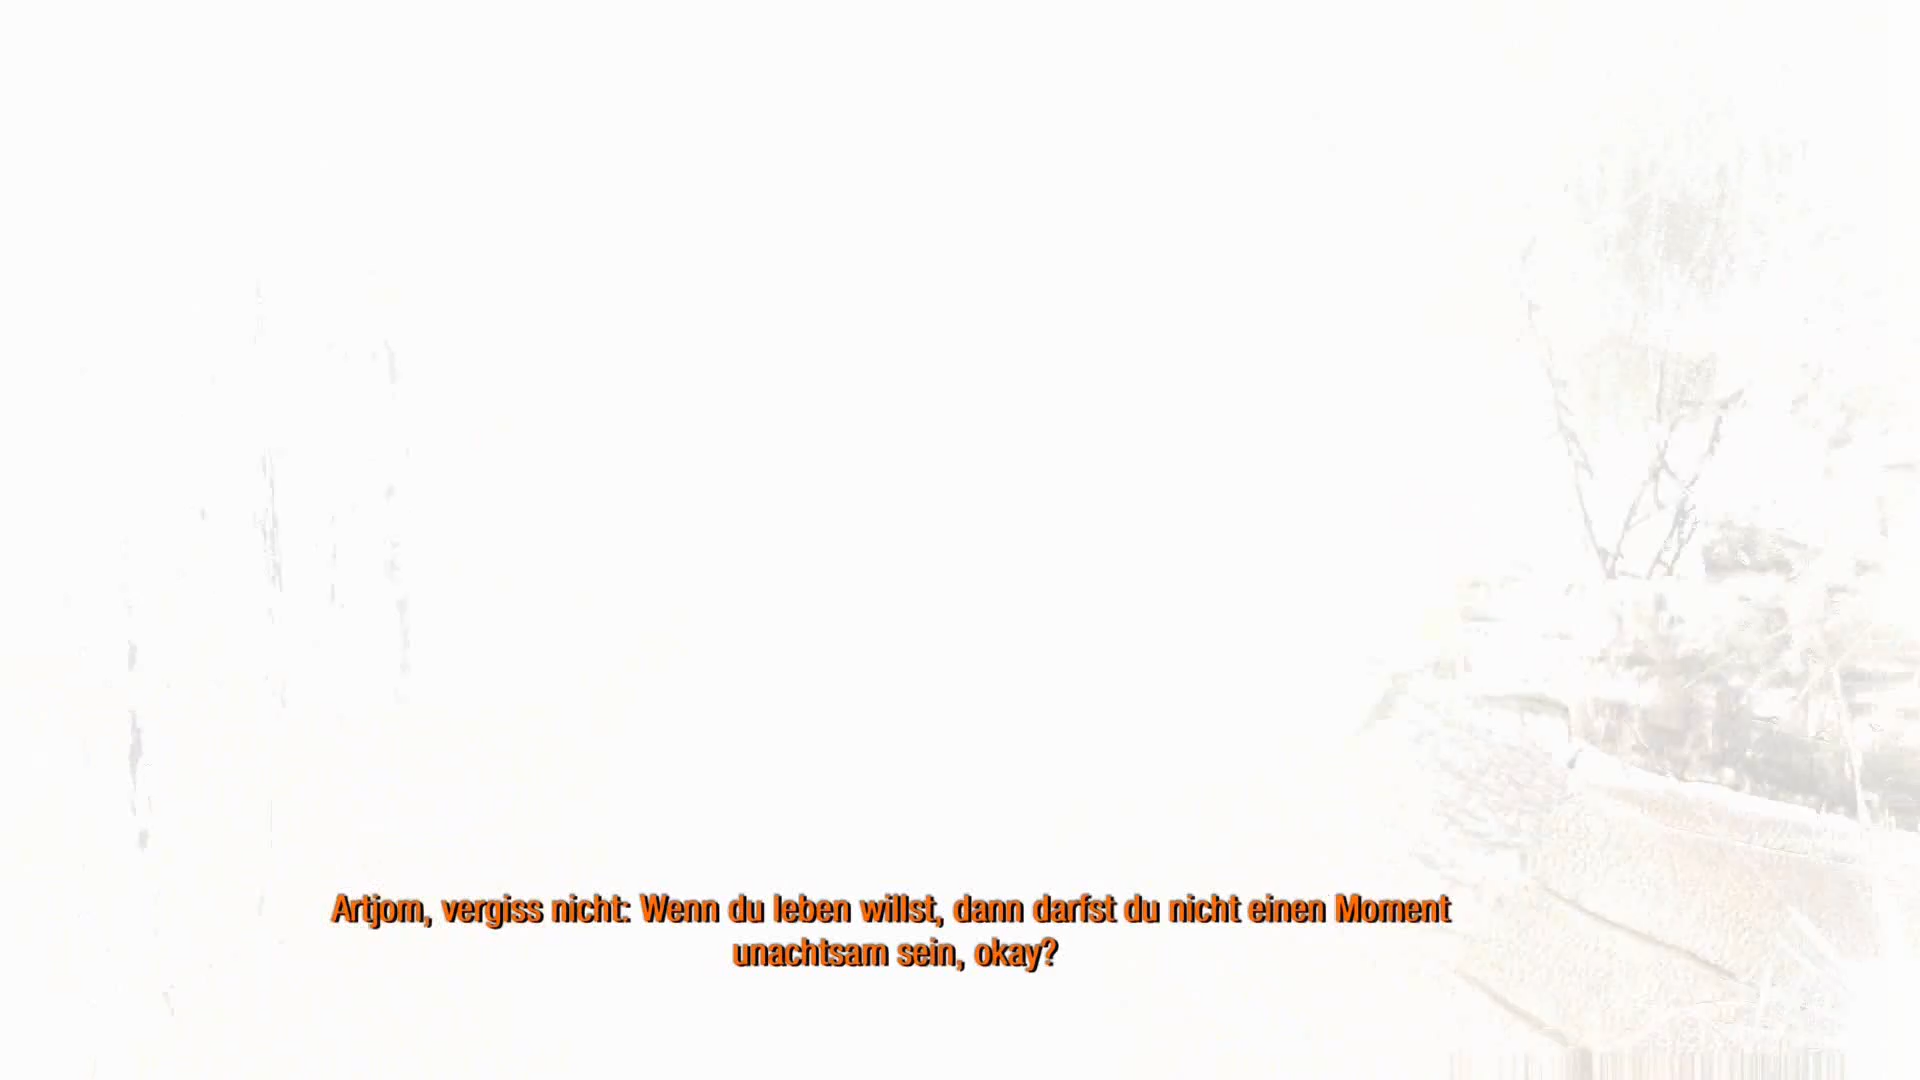 Artjom, vergiss nicht: Wenn du leben willst, dann darfst du nicht einen Moment
unachtsam sein, okay?